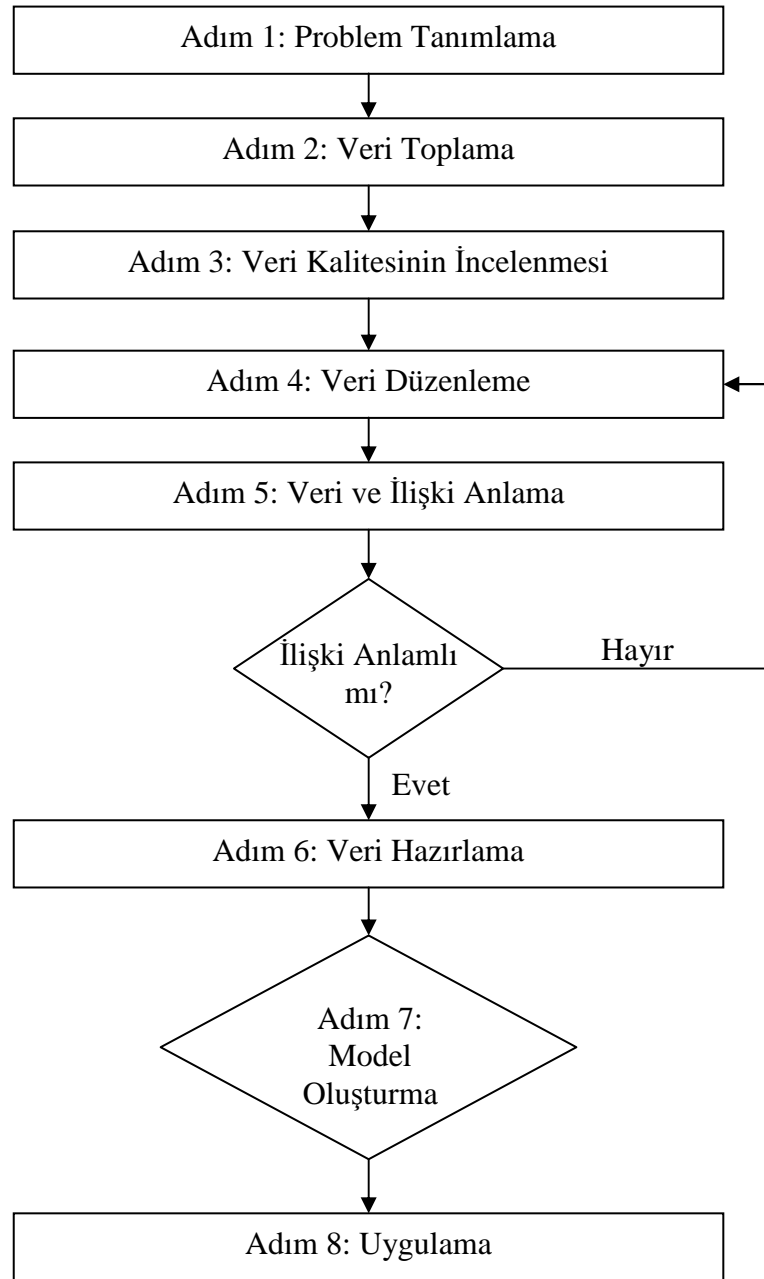 Adım 1: Problem Tanımlama
Adım 2: Veri Toplama
Adım 3: Veri Kalitesinin İncelenmesi
Adım 4: Veri Düzenleme
Adım 5: Veri ve İlişki Anlama
İlişki Anlamlı
mı?
Hayır
Evet
Adım 6: Veri Hazırlama
Adım 7:
Model
Oluşturma
Adım 8: Uygulama